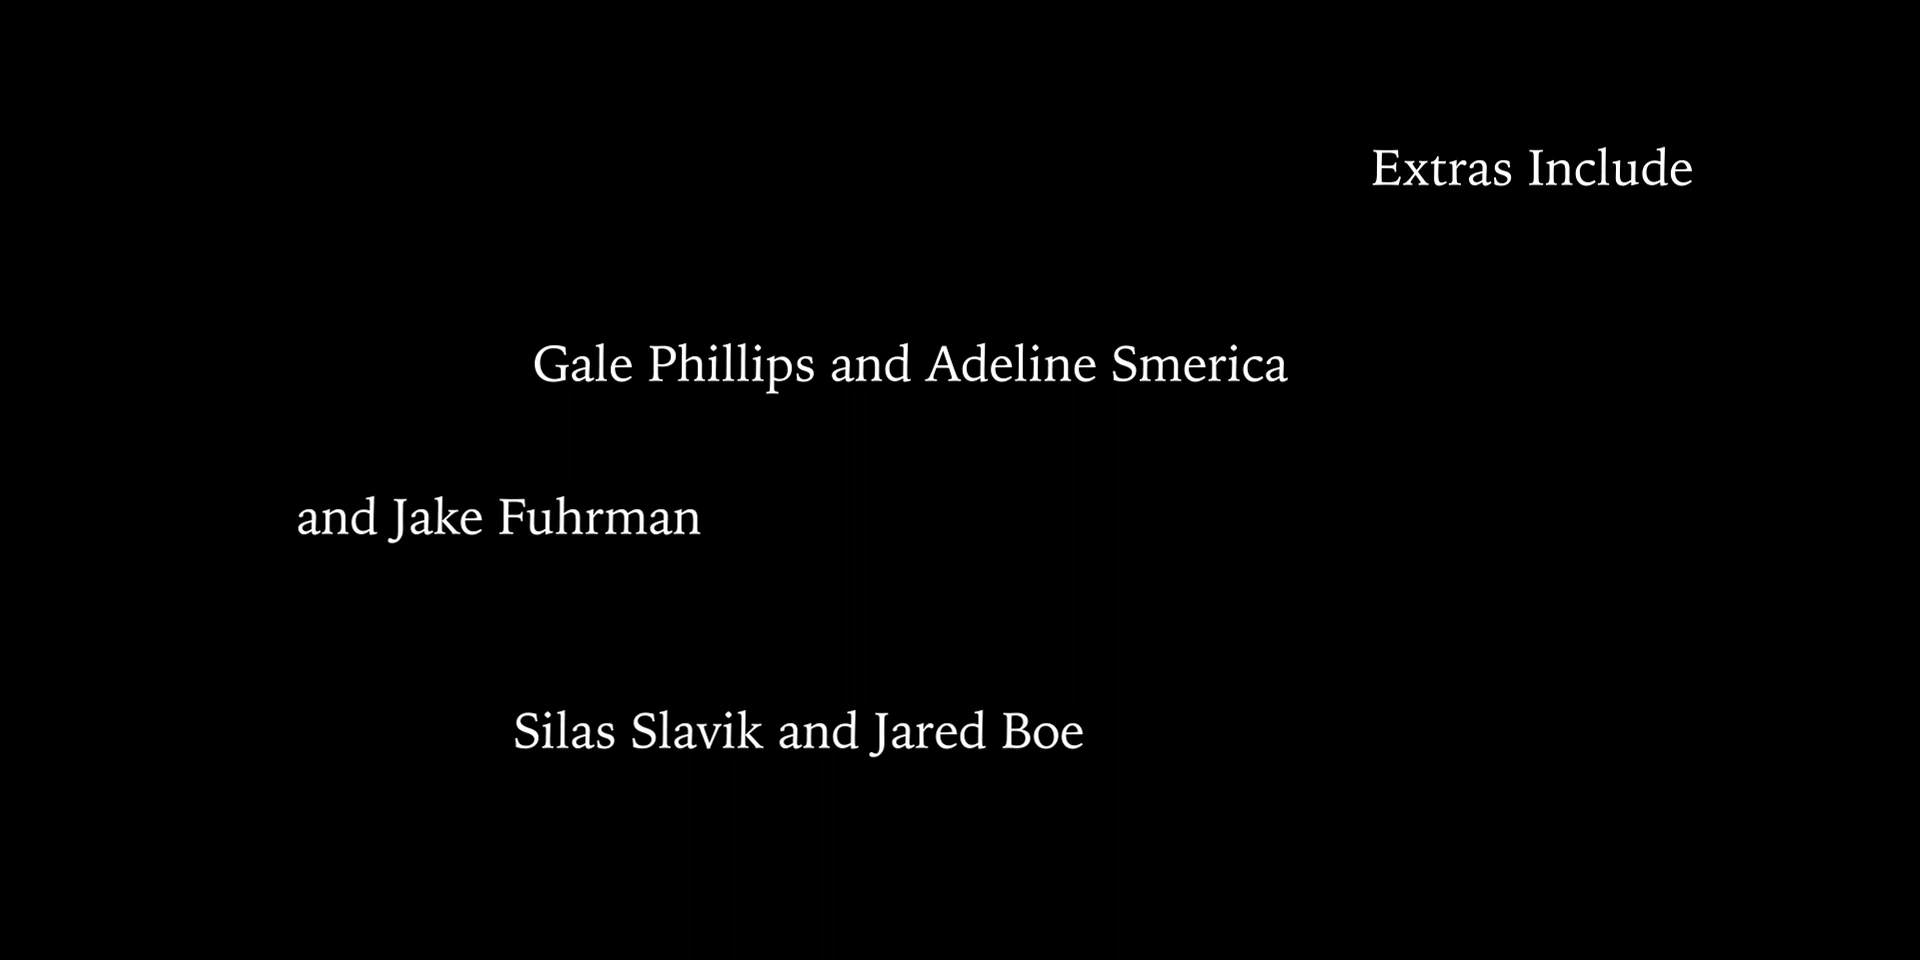 Extras Include
Gale Phillips and Adeline Smerica
and Jake Fuhrman
Silas Slavik and Jared Boe